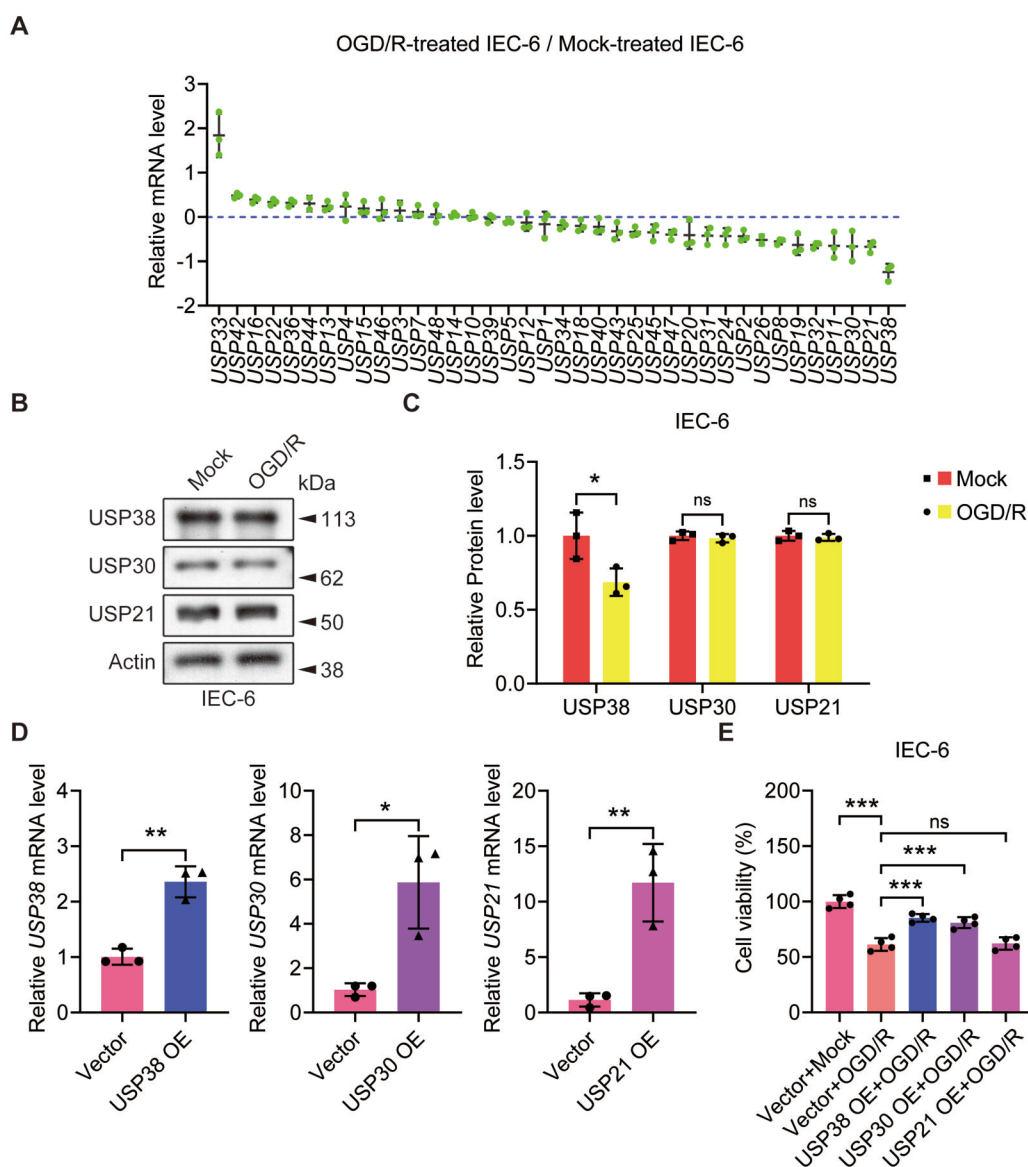 A
OGD/R-treated IEC-6 / Mock-treated IEC-6
Relative mRNA level
3
2
1
0
-1
-2
USP33
USP42
USP16
USP22
USP36
USP44
USP13
USP4
USP15
USP46
USP3
USP7
USP48
USP14
USP10
USP39
USP5
USP12
USP1
USP34
USP18
USP40
USP43
USP25
USP45
USP47
USP20
USP31
USP24
USP2
USP26
USP8
USP19
USP32
USP11
USP30
USP21
USP38
B
Mock
OGD/R
kDa
USP38
113
USP30
62
USP21
50
Actin
38
IEC-6
C
IEC-6
Relative Protein level
1.5
1.0
0.5
0.0
*
ns
ns
USP38
USP30
USP21
Mock
OGD/R
D
Relative USP38 mRNA level
4
3
2
1
0
**
Vector
USP38 OE
Relative USP30 mRNA level
8
6
4
2
0
*
Vector
USP30 OE
Relative USP21 mRNA level
20
15
10
5
0
**
Vector
USP21 OE
E
IEC-6
Cell viability (%)
200
150
100
50
0
***
ns
***
***
Vector+Mock
Vector+OGD/R
USP38 OE+OGD/R
USP30 OE+OGD/R
USP21 OE+OGD/R